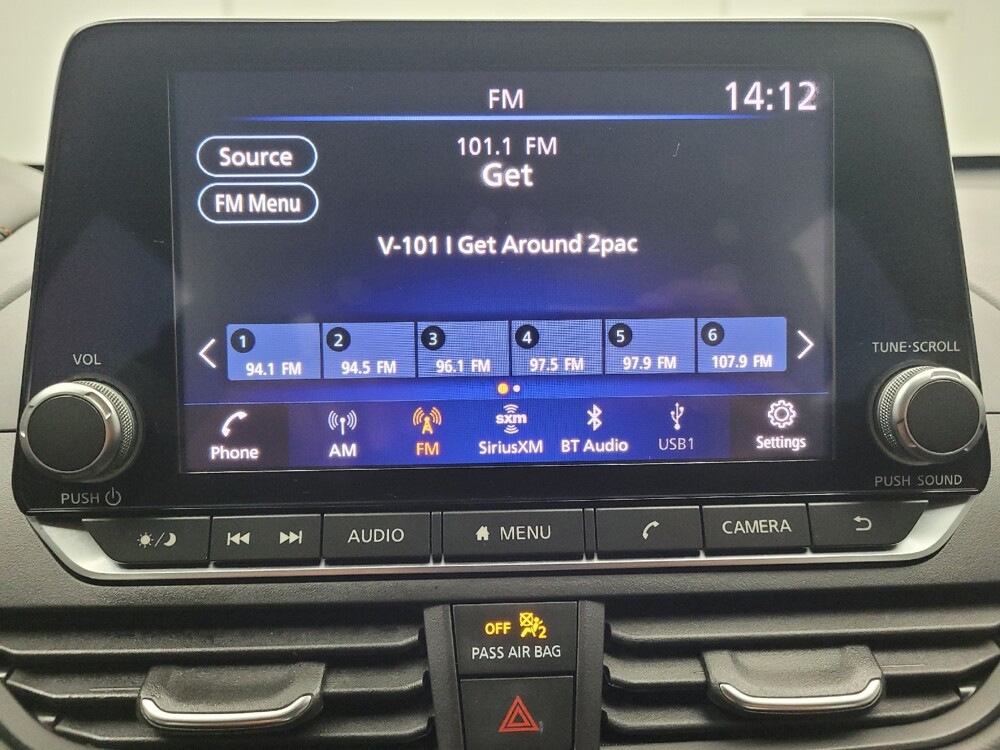 FM
14:12
Source
101.1 FM
Get
FM Menu
V-101 I Get Around 2pac
1 2 3 4 5 6
94.1 FM 94.5 FM 96.1 FM 97.5 FM 97.9 FM 107.9 FM
VOL
TUNE·SCROLL
sxm
Phone AM FM SiriusXM BT Audio USB1 Settings
PUSH
PUSH SOUND
AUDIO MENU CAMERA
OFF 2
PASS AIR BAG